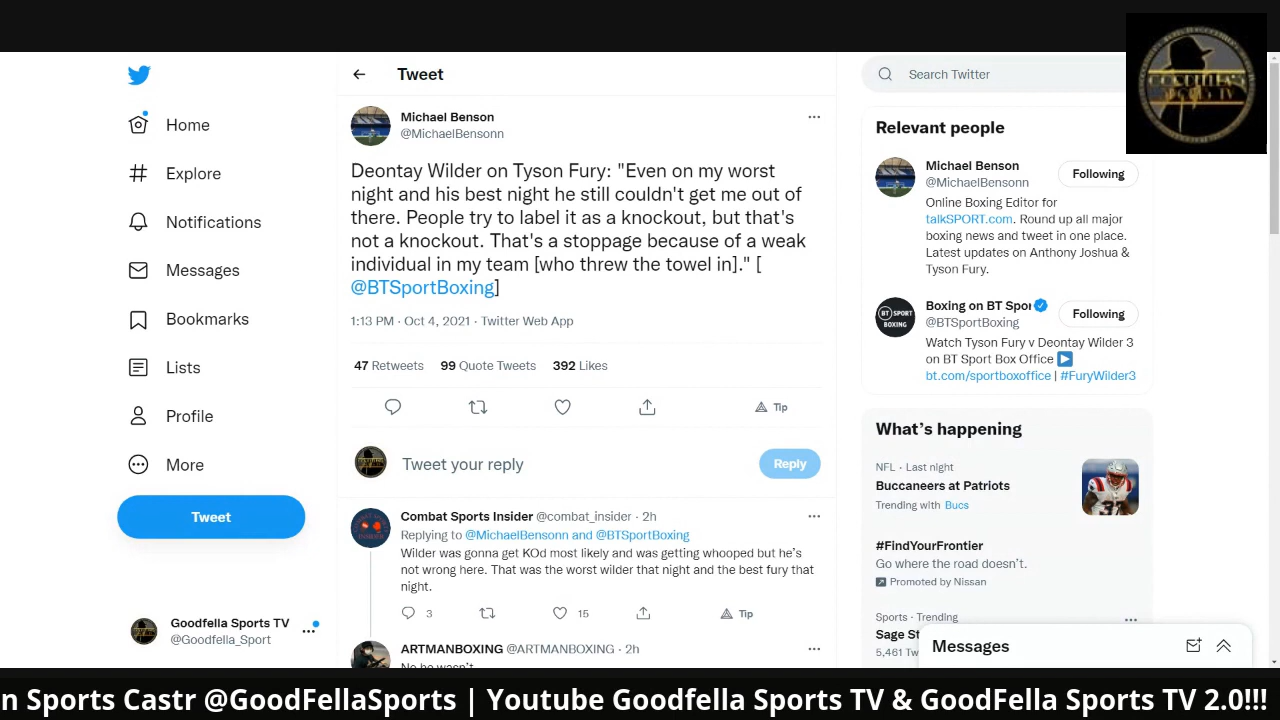 Tweet
Search Twitter
GOODFELLA'S
Home
Explore
Notifications
Messages
Bookmarks
Lists
Profile
More
Tweet
Goodfella Sports TV
@Goodfella_Sport
Michael Benson
@MichaelBensonn
Deontay Wilder on Tyson Fury: "Even on my worst
night and his best night he still couldn't get me out of
there. People try to label it as a knockout, but that's
not a knockout. That's a stoppage because of a weak
individual in my team [who threw the towel in]." [
@BTSportBoxing]
1:13 PM · Oct 4, 2021 · Twitter Web App
47 Retweets 99 Quote Tweets 392 Likes
Tip
Tweet your reply
Reply
Combat Sports Insider @combat_insider · 2h
Replying to @MichaelBensonn and @BTSportBoxing
Wilder was gonna get KOd most likely and was getting whooped but he's
not wrong here. That was the worst wilder that night and the best fury that
night.
3 15 Tip
ARTMANBOXING @ARTMANBOXING · 2h
No he wasn't
Relevant people
Michael Benson
@MichaelBensonn
Following
Online Boxing Editor for
talkSPORT.com. Round up all major
boxing news and tweet in one place.
Latest updates on Anthony Joshua &
Tyson Fury.
BT SPORT
BOXING
Boxing on BT Spor
@BTSportBoxing
Following
Watch Tyson Fury v Deontay Wilder 3
on BT Sport Box Office
bt.com/sportboxoffice | #FuryWilder3
What's happening
NFL · Last night
Buccaneers at Patriots
Trending with Bucs
#FindYourFrontier
Go where the road doesn't.
Promoted by Nissan
Sports · Trending
Sage St
5,461 Tw
Messages
n Sports Castr @GoodFellaSports | Youtube Goodfella Sports TV & GoodFella Sports TV 2.0!!!